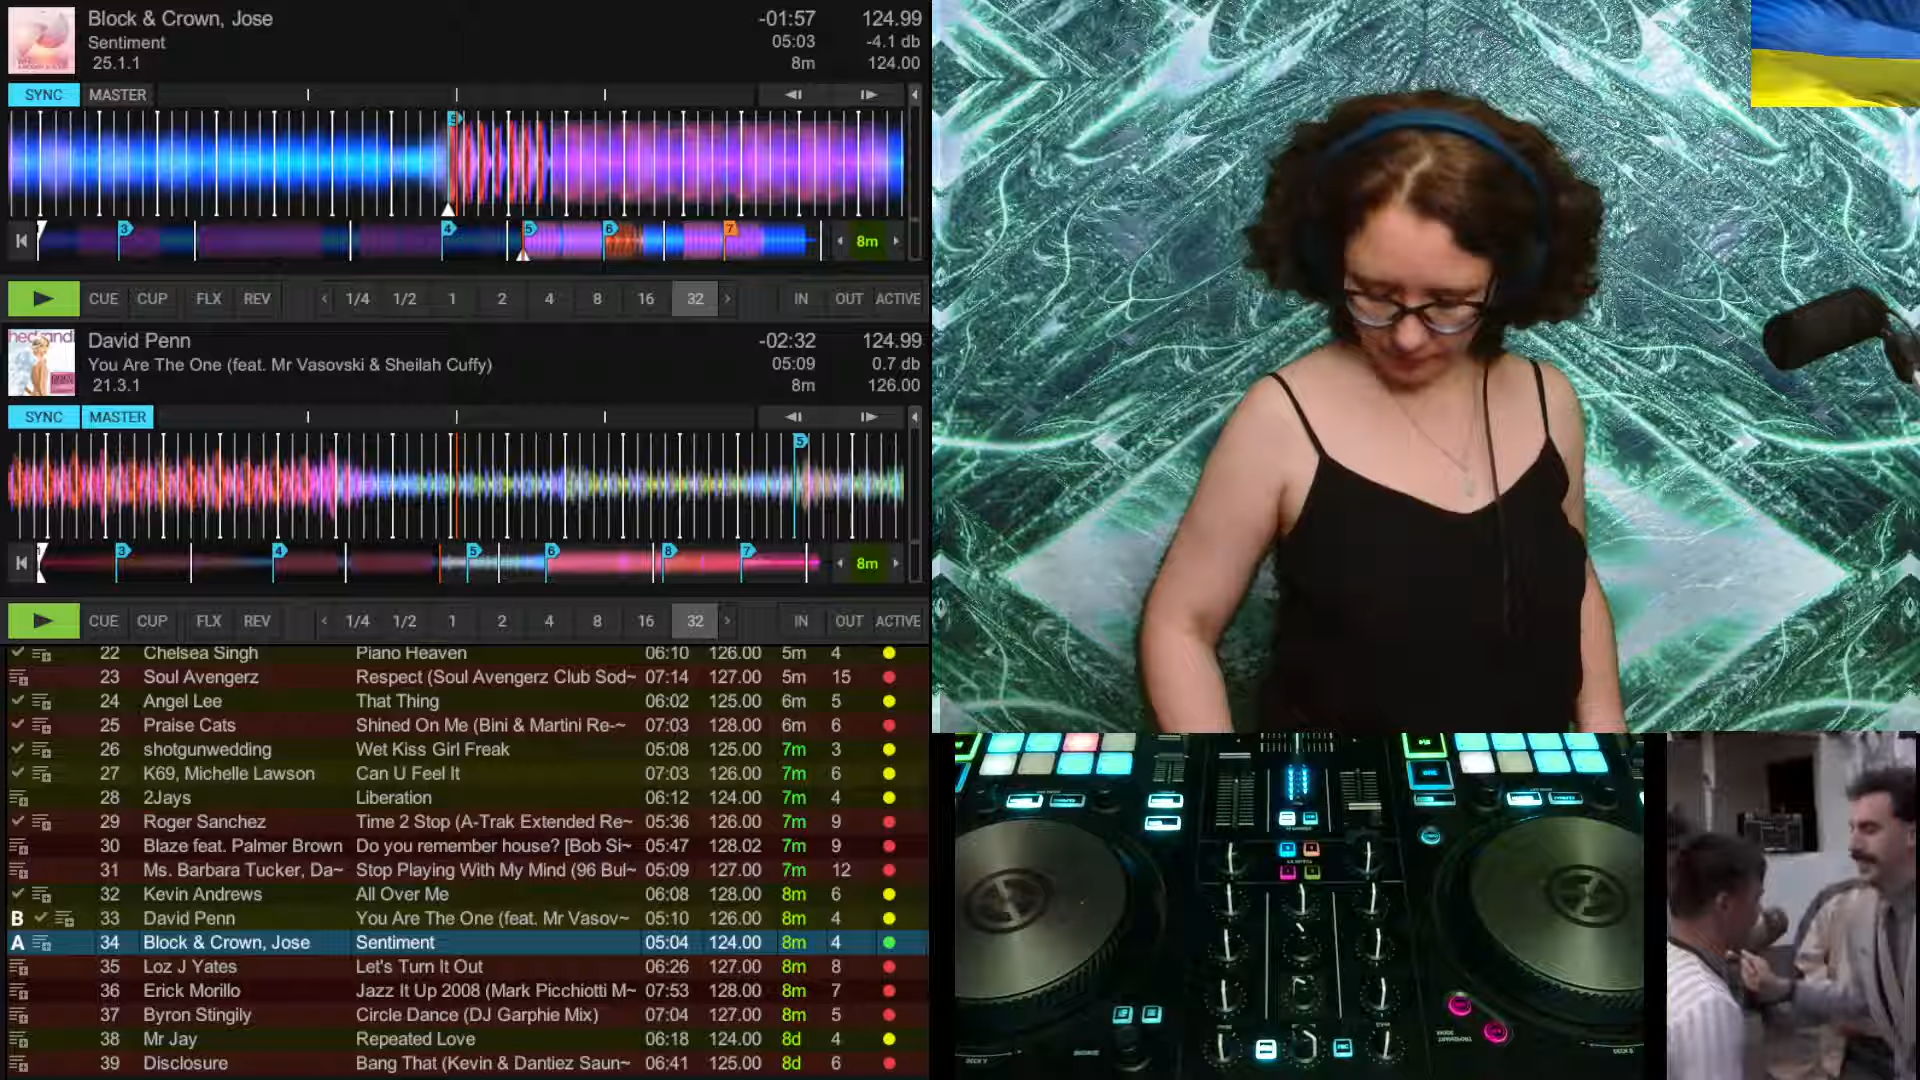 Block & Crown, Jose -01:57 124.99
Sentiment 05:03 -4.1 db
25.1.1 8m 124.00
SYNC MASTER
5
3 4 5 6 7 8m
CUE CUP FLX REV 1/4 1/2 1 2 4 8 16 32 IN OUT ACTIVE
David Penn -02:32 124.99
You Are The One (feat. Mr Vasovski & Sheilah Cuffy) 05:09 0.7 db
21.3.1 8m 126.00
SYNC MASTER
5
1 3 4 5 6 8 7 8m
CUE CUP FLX REV 1/4 1/2 1 2 4 8 16 32 IN OUT ACTIVE
22 Chelsea Singh Piano Heaven 06:10 126.00 5m 4
23 Soul Avengerz Respect (Soul Avengerz Club Sod~ 07:14 127.00 5m 15
24 Angel Lee That Thing 06:02 125.00 6m 5
25 Praise Cats Shined On Me (Bini & Martini Re-~ 07:03 128.00 6m 6
26 shotgunwedding Wet Kiss Girl Freak 05:08 125.00 7m 3
27 K69, Michelle Lawson Can U Feel It 07:03 126.00 7m 6
28 2Jays Liberation 06:12 124.00 7m 4
29 Roger Sanchez Time 2 Stop (A-Trak Extended Re~ 05:36 126.00 7m 9
30 Blaze feat. Palmer Brown Do you remember house? [Bob Si~ 05:47 128.02 7m 9
31 Ms. Barbara Tucker, Da~ Stop Playing With My Mind (96 Bul~ 05:09 127.00 7m 12
32 Kevin Andrews All Over Me 06:08 128.00 8m 6
B 33 David Penn You Are The One (feat. Mr Vasov~ 05:10 126.00 8m 4
A 34 Block & Crown, Jose Sentiment 05:04 124.00 8m 4
35 Loz J Yates Let's Turn It Out 06:26 127.00 8m 8
36 Erick Morillo Jazz It Up 2008 (Mark Picchiotti M~ 07:53 128.00 8m 7
37 Byron Stingily Circle Dance (DJ Garphie Mix) 07:04 127.00 8m 5
38 Mr Jay Repeated Love 06:18 124.00 8d 4
39 Disclosure Bang That (Kevin & Dantiez Saun~ 06:41 125.00 8d 6